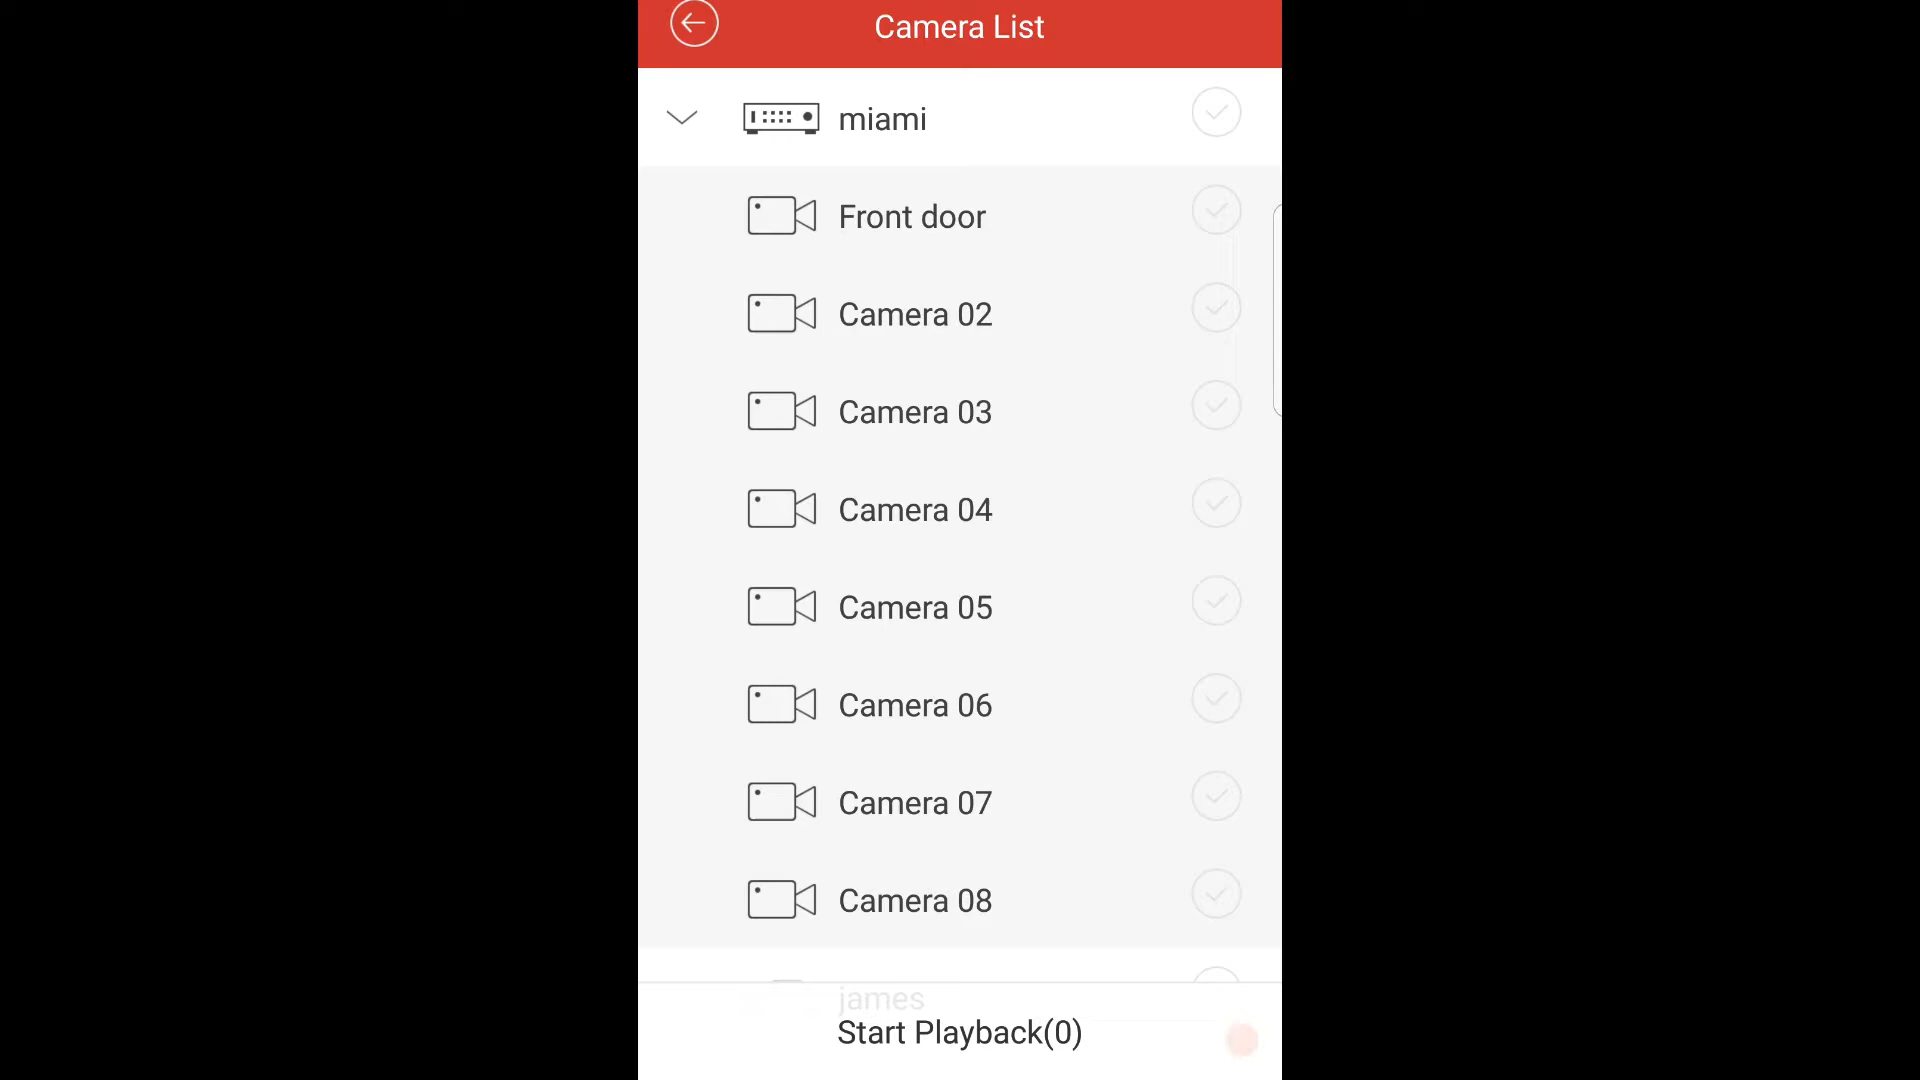 Camera List
miami
Front door
Camera 02
Camera 03
Camera 04
Camera 05
Camera 06
Camera 07
Camera 08
james
Start Playback(0)